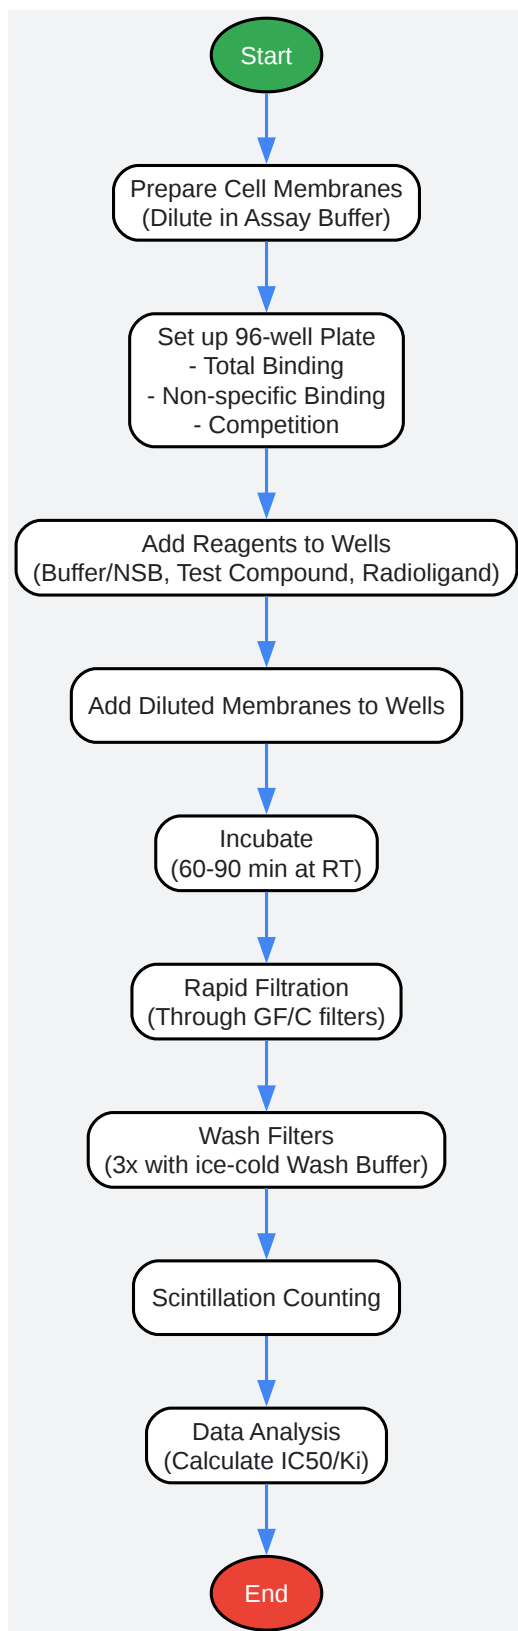 Start
Prepare Cell Membranes
(Dilute in Assay Buffer)
Set up 96-well Plate
- Total Binding
- Non-specific Binding
- Competition
Add Reagents to Wells
(Buffer/NSB, Test Compound, Radioligand)
Add Diluted Membranes to Wells
Incubate
(60-90 min at RT)
Rapid Filtration
(Through GF/C filters)
Wash Filters
(3x with ice-cold Wash Buffer)
Scintillation Counting
Data Analysis
(Calculate IC50/Ki)
End